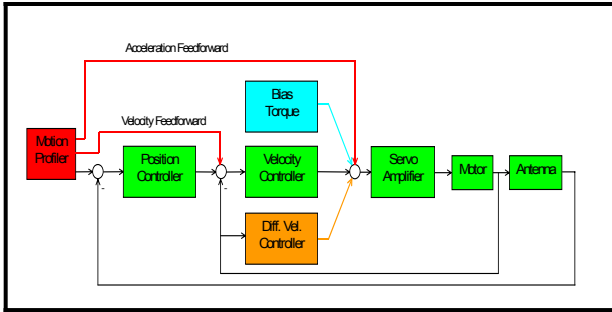 Acceleration Feedforward
Velocity Feedforward
Bias
Torque
Motion
Profiler
Position
Controller
Velocity
Controller
Servo
Amplifier
Motor
Antenna
-
-
Diff. Vel.
Controller